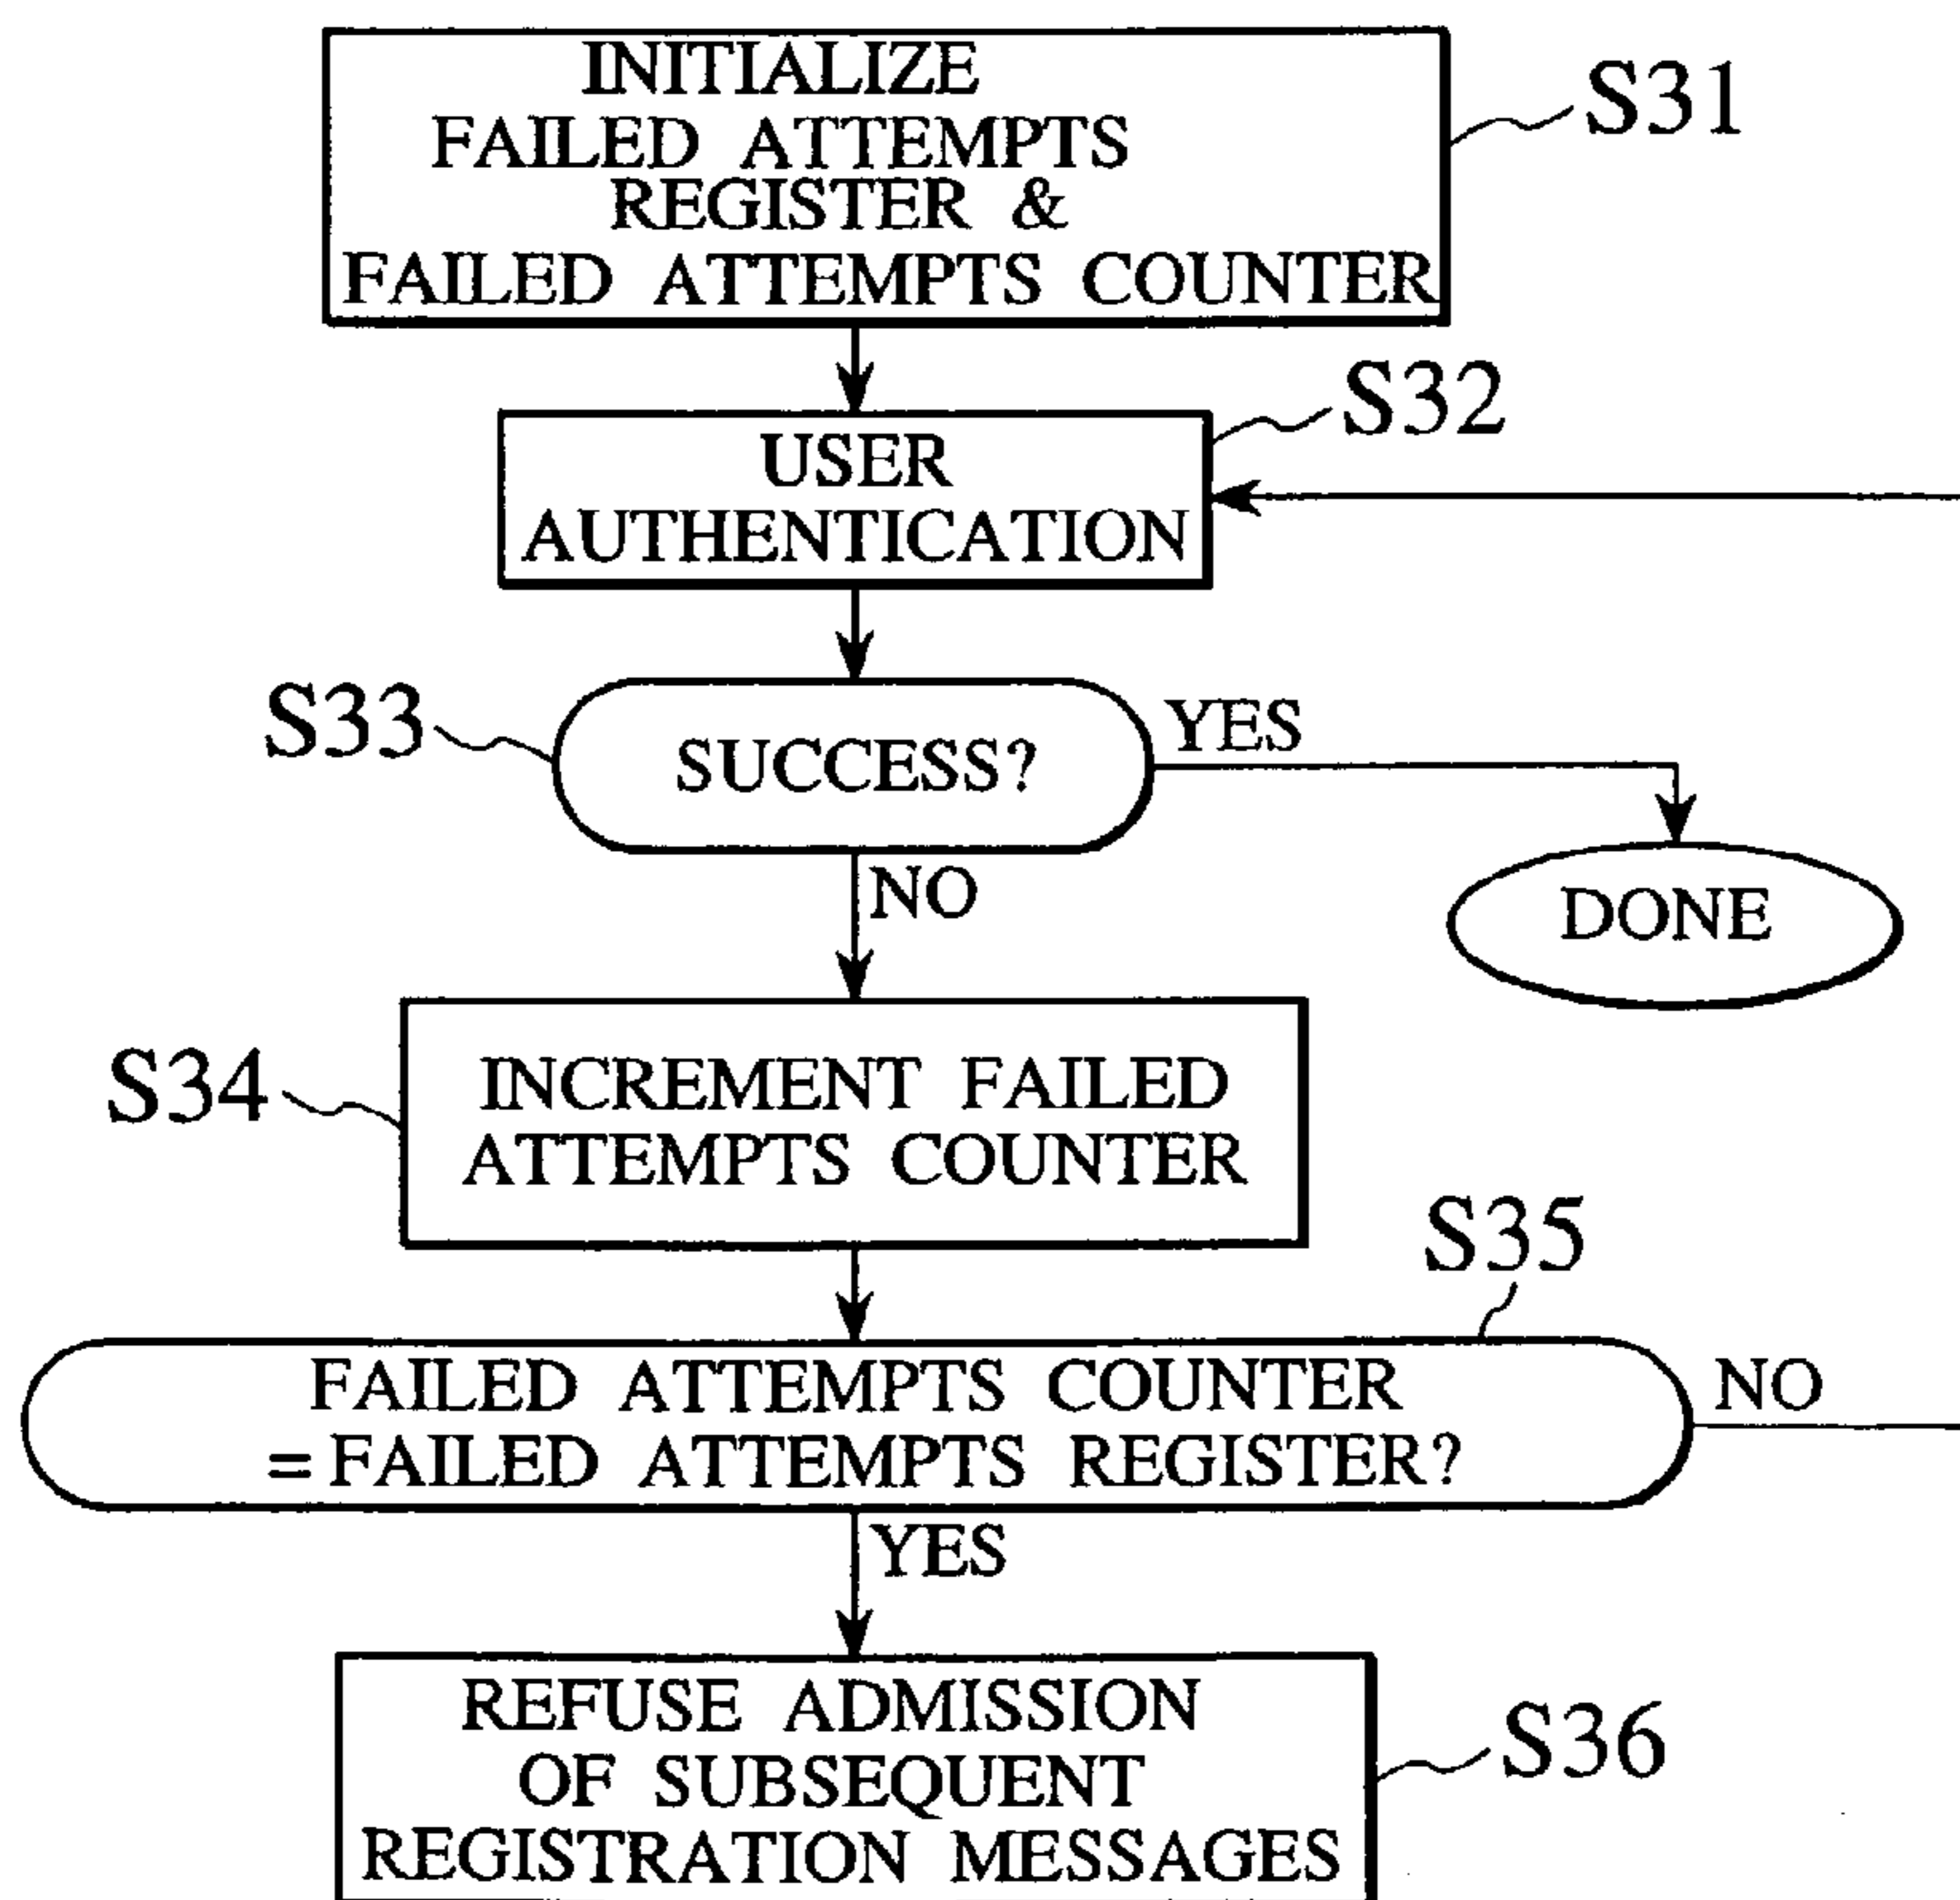 INITIALIZE
FAILED ATTEMPTS
REGISTER &
FAILED ATTEMPTS COUNTER
S31
S32
USER
AUTHENTICATION
S33
SUCCESS?
YES
NO
DONE
S34
INCREMENT FAILED
ATTEMPTS COUNTER
S35
FAILED ATTEMPTS COUNTER
=FAILED ATTEMPTS REGISTER?
NO
YES
REFUSE ADMISSION
OF SUBSEQUENT
REGISTRATION MESSAGES
S36